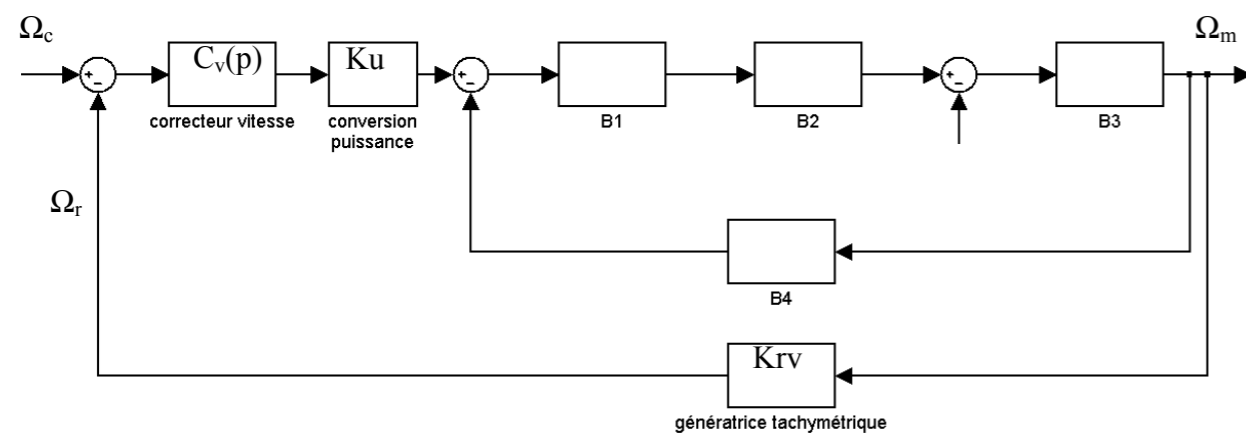 Ωc
Ωm
Cv(p)
Ku
+
-
+
-
+
-
correcteur vitesse
conversion
puissance
B1
B2
B3
Ωr
B4
Krv
génératrice tachymétrique